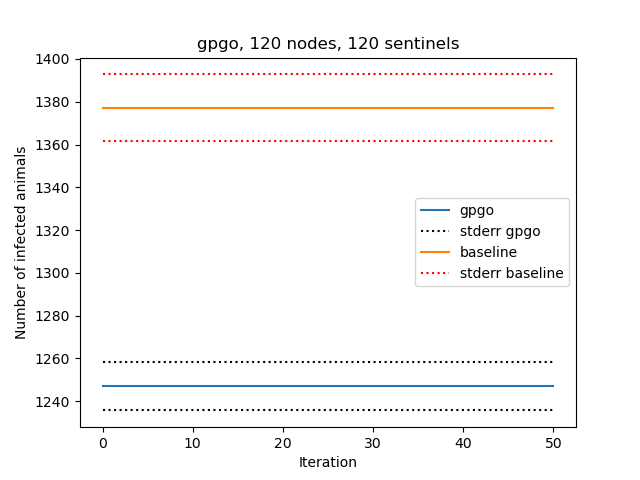 gpgo, 120 nodes, 120 sentinels
Number of infected animals
1400
1380
1360
1340
1320
1300
1280
1260
1240
gpgo
stderr gpgo
baseline
stderr baseline
0
10
20
30
40
50
Iteration